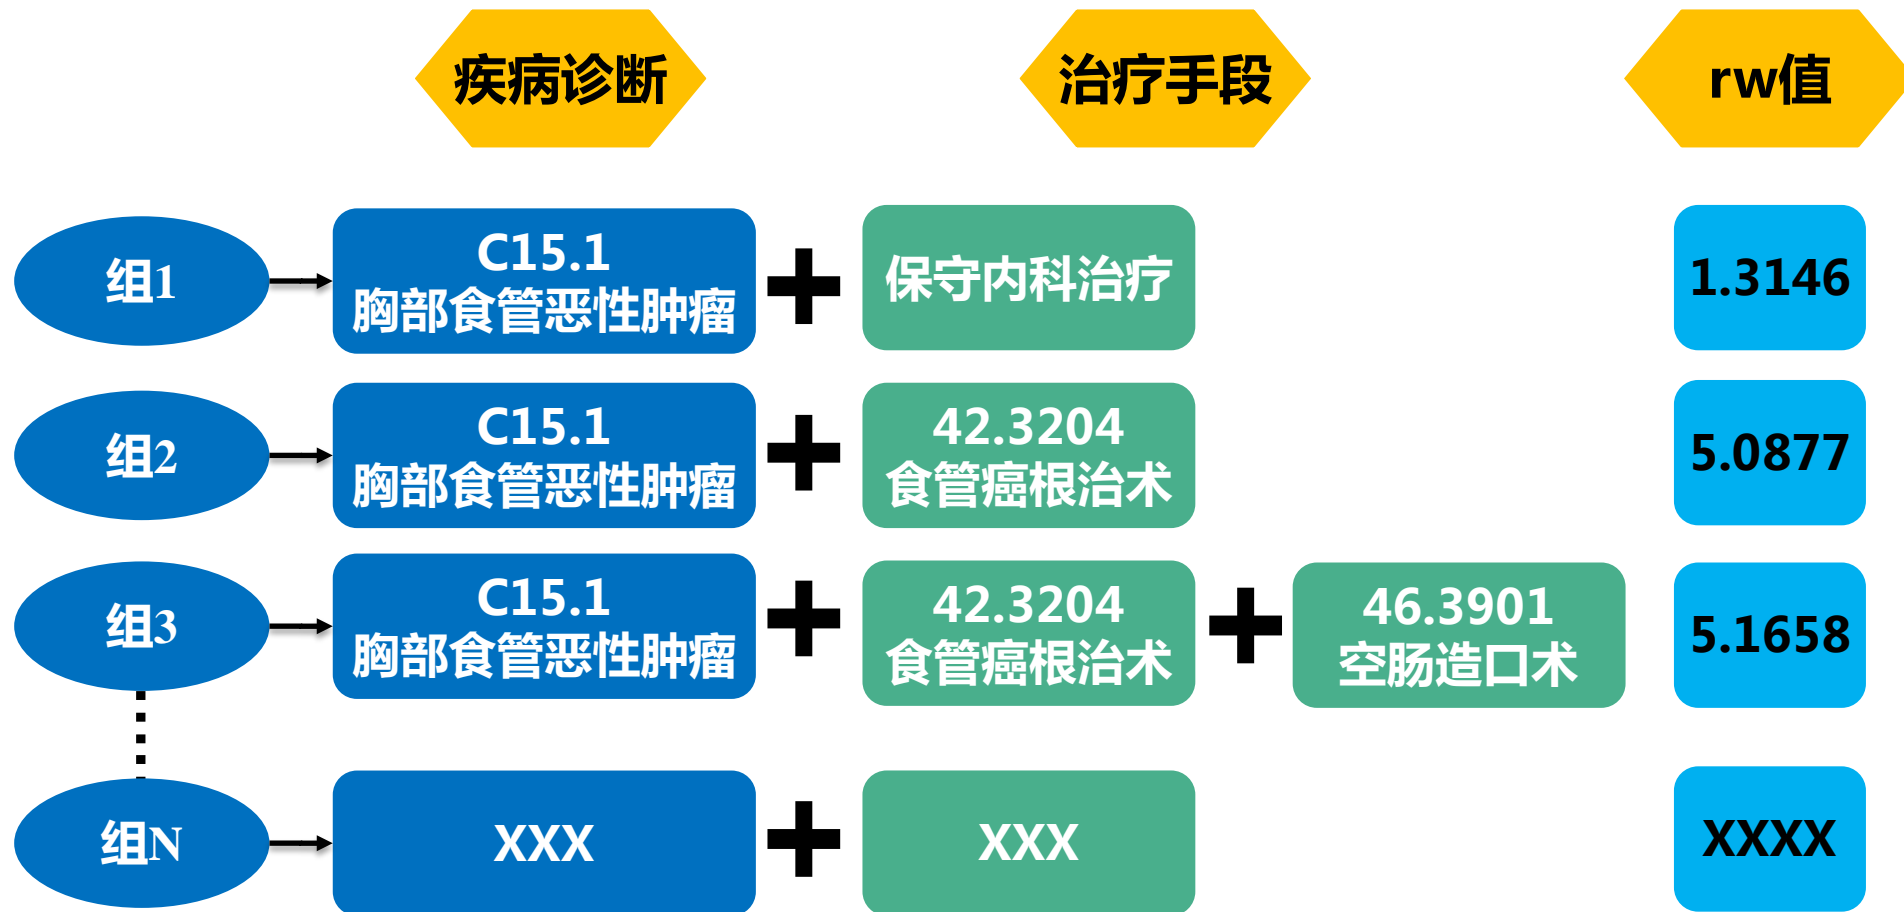 疾病诊断
治疗手段
rw值
组1
C15.1
胸部食管恶性肿瘤
保守内科治疗
1.3146
组2
C15.1
胸部食管恶性肿瘤
42.3204
食管癌根治术
5.0877
组3
C15.1
胸部食管恶性肿瘤
42.3204
食管癌根治术
46.3901
空肠造口术
5.1658
组N
XXX
XXX
XXXX